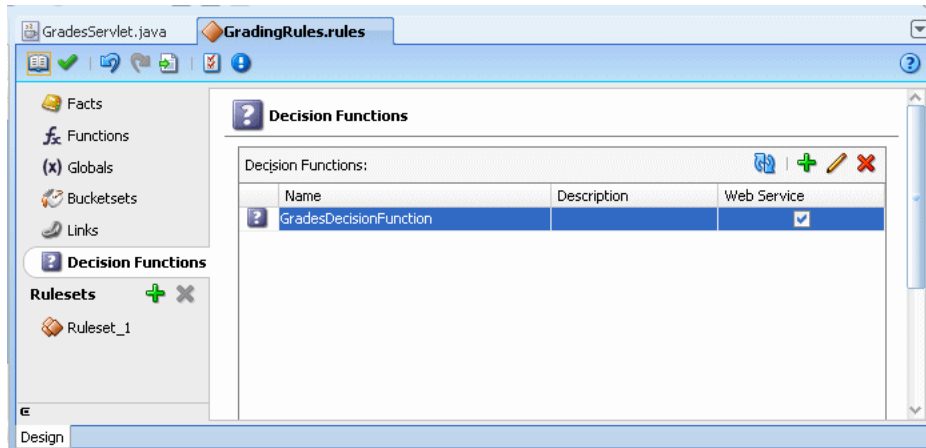 GradesServlet.java GradingRules.rules
Facts
Functions
(x) Globals
Bucketsets
Links
Decision Functions
Rulesets
Ruleset_1
Decision Functions
Decision Functions:
Name Description Web Service
GradesDecisionFunction
Design